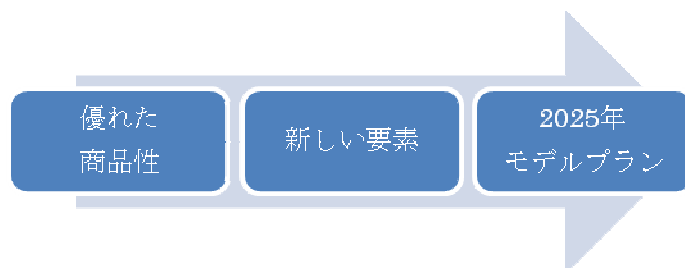 優れた
商品性
新しい要素
2025年
モデルプラン